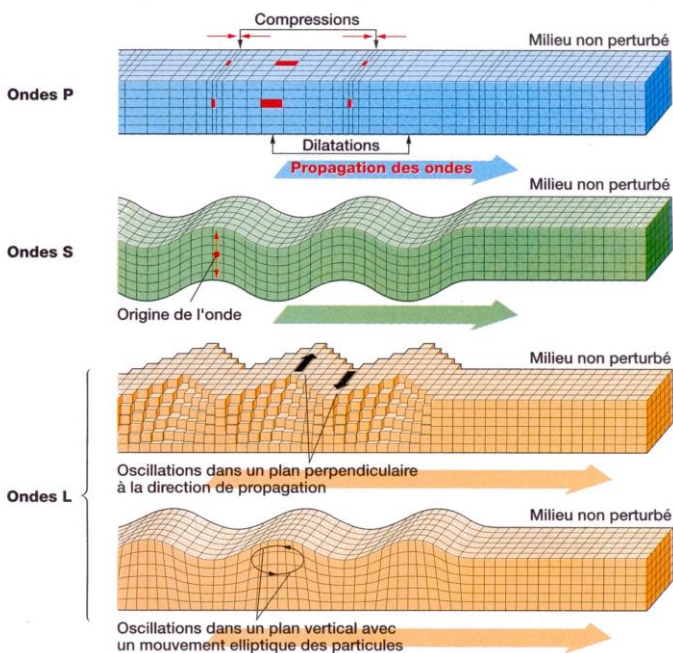 Compressions
Milieu non perturbé
Ondes P
Dilatations
Propagation des ondes
Milieu non perturbé
Ondes S
Origine de l'onde
Milieu non perturbé
Oscillations dans un plan perpendiculaire
à la direction de propagation
Ondes L
Milieu non perturbé
Oscillations dans un plan vertical avec
un mouvement elliptique des particules